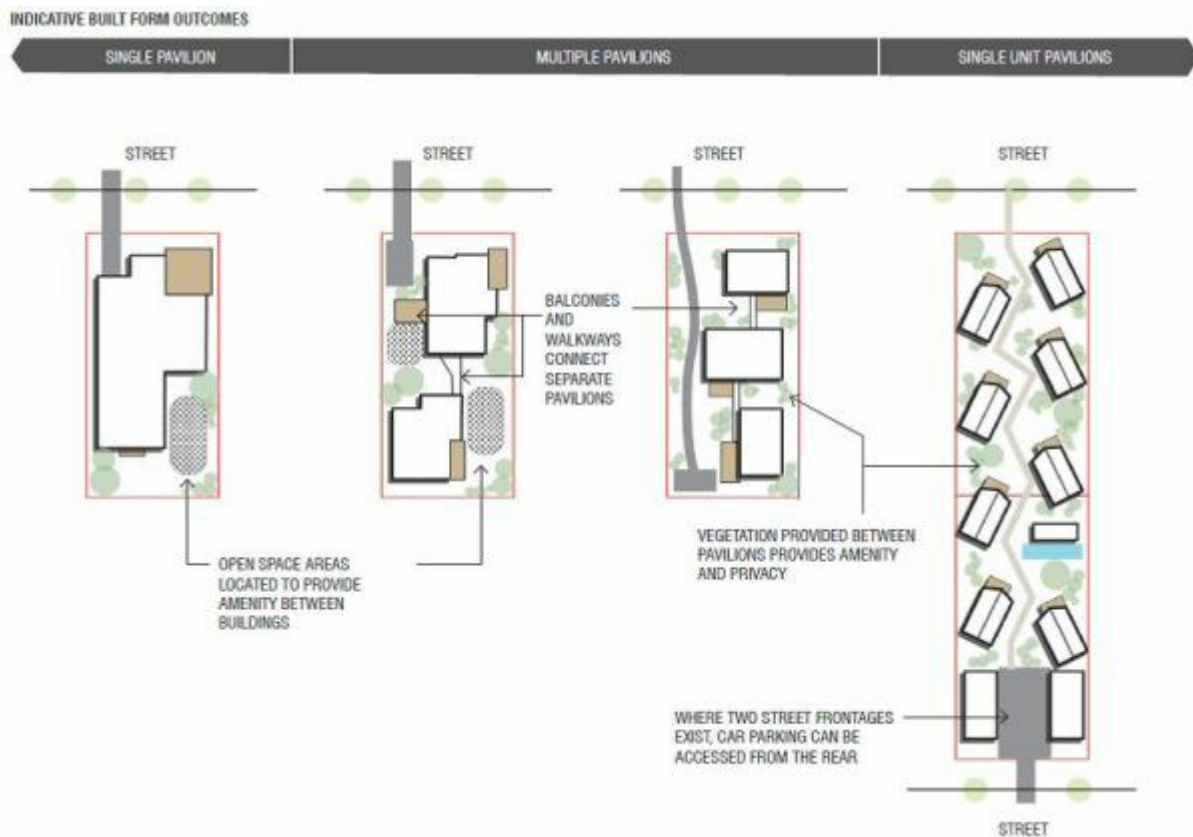 INDICATIVE BUILT FORM OUTCOMES
SINGLE PAVILION
MULTIPLE PAVILIONS
SINGLE UNIT PAVILIONS
STREET
STREET
STREET
STREET
BALCONIES
AND
WALKWAYS
CONNECT
SEPARATE
PAVILIONS
OPEN SPACE AREAS
LOCATED TO PROVIDE
AMENITY BETWEEN
BUILDINGS
VEGETATION PROVIDED BETWEEN
PAVILIONS PROVIDES AMENITY
AND PRIVACY
WHERE TWO STREET FRONTAGES
EXIST, CAR PARKING CAN BE
ACCESSED FROM THE REAR
STREET